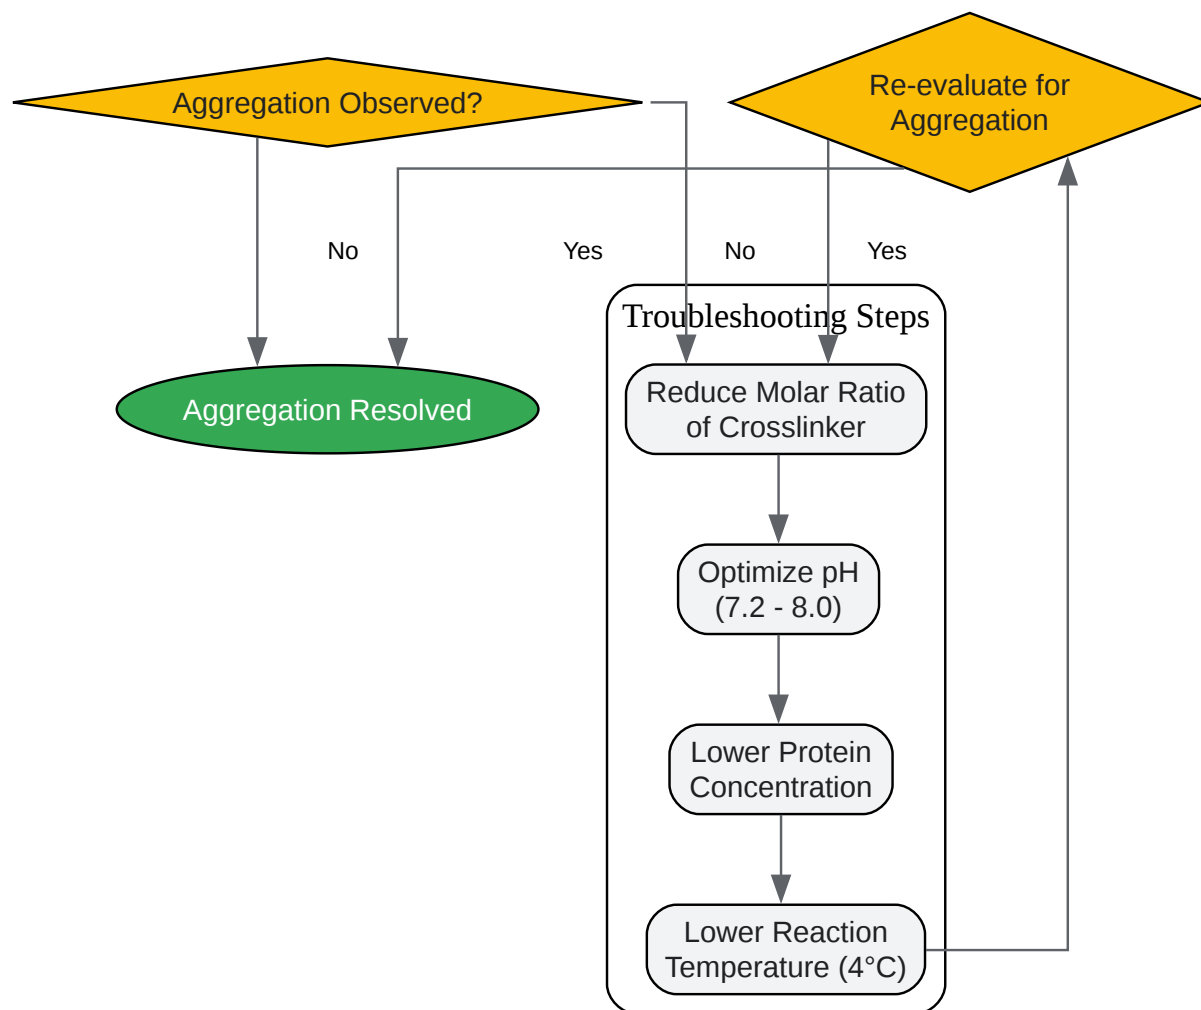 Aggregation Observed?
Re-evaluate for
Aggregation
No
Yes
No
Yes
Troubleshooting Steps
Aggregation Resolved
Reduce Molar Ratio
of Crosslinker
Optimize pH
(7.2 - 8.0)
Lower Protein
Concentration
Lower Reaction
Temperature (4°C)